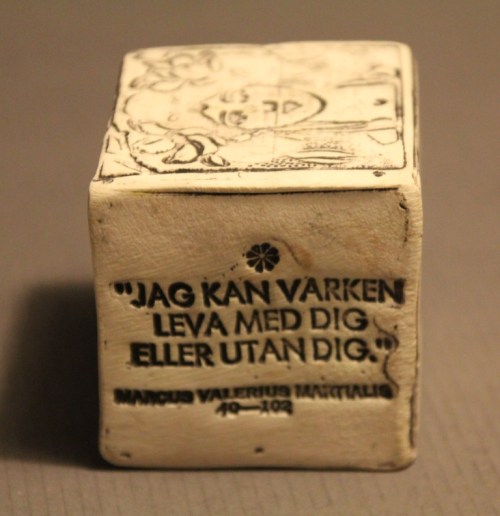 "JAG KAN VARKEN
LEVA MED DIG
ELLER UTAN DIG."
MARCUS VALERIUS MARTIALIS
40—102